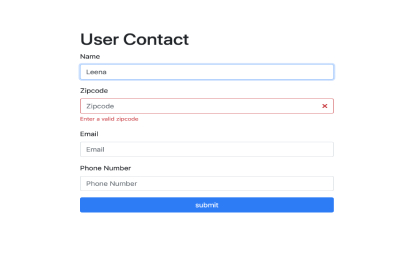 User Contact
Name
Leena
Zipcode
Zipcode
Enter a valid zipcode
Email
Email
Phone Number
Phone Number
submit